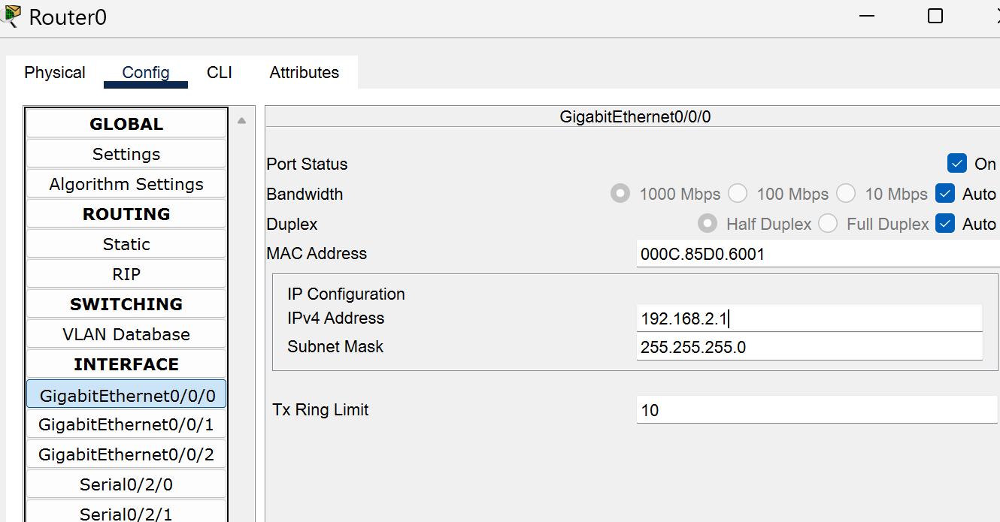 Router0
Physical Config CLI Attributes
GLOBAL
Settings
Algorithm Settings
ROUTING
Static
RIP
SWITCHING
VLAN Database
INTERFACE
GigabitEthernet0/0/0
GigabitEthernet0/0/1
GigabitEthernet0/0/2
Serial0/2/0
Serial0/2/1
GigabitEthernet0/0/0
Port Status On
Bandwidth 1000 Mbps 100 Mbps 10 Mbps Auto
Duplex Half Duplex Full Duplex Auto
MAC Address 000C.85D0.6001
IP Configuration
IPv4 Address 192.168.2.1
Subnet Mask 255.255.255.0
Tx Ring Limit 10